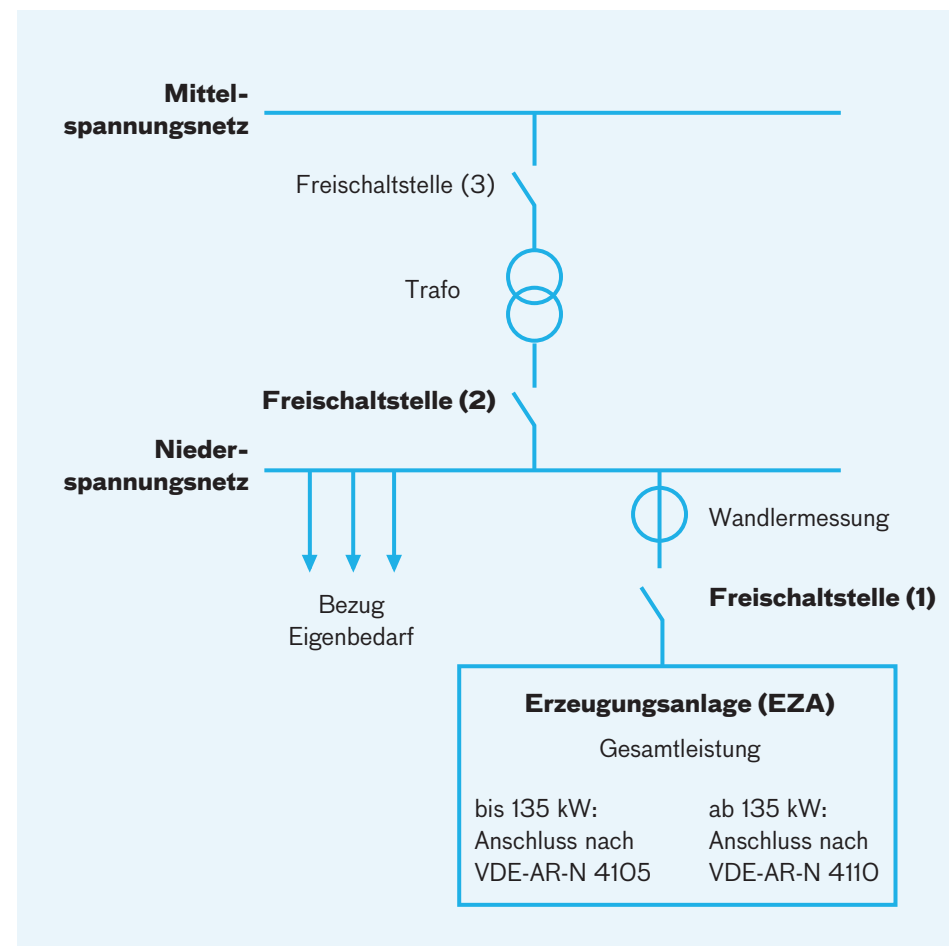 Mittel-
spannungsnetz
Freischaltstelle (3)
Trafo
Freischaltstelle (2)
Nieder-
spannungsnetz
Wandlermessung
Freischaltstelle (1)
Bezug
Eigenbedarf
Erzeugungsanlage (EZA)
Gesamtleistung
bis 135 kW:
Anschluss nach
VDE-AR-N 4105
ab 135 kW:
Anschluss nach
VDE-AR-N 4110